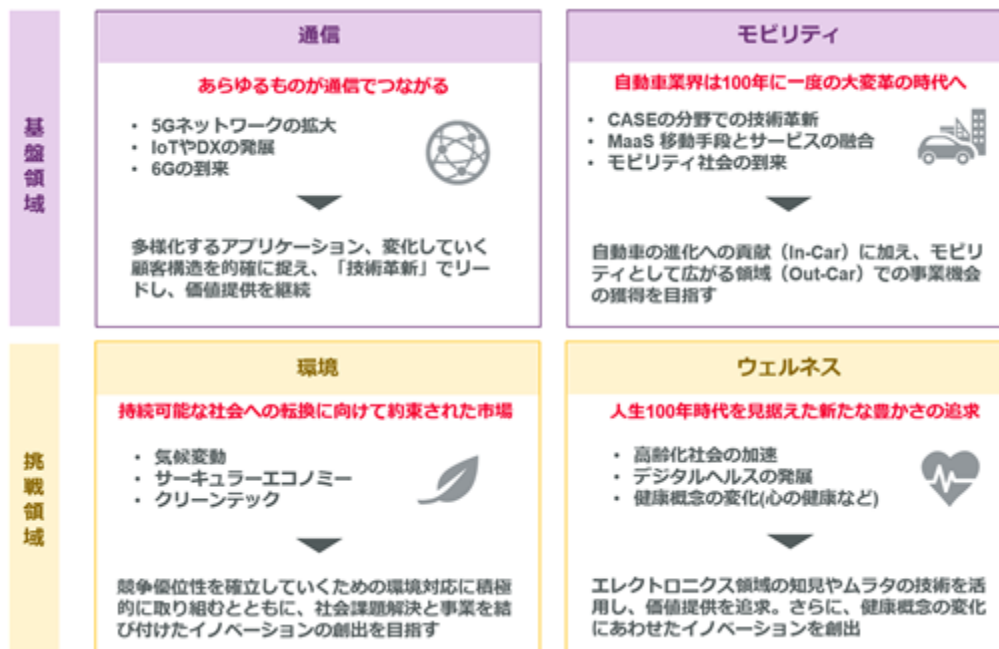 基盤領域
通信
あらゆるものが通信でつながる
・ 5Gネットワークの拡大
・ IoTやDXの発展
・ 6Gの到来
多様化するアプリケーション、変化していく
顧客構造を的確に捉え、「技術革新」でリー
ドし、価値提供を継続
モビリティ
自動車業界は100年に一度の大変革の時代へ
・ CASEの分野での技術革新
・ MaaS 移動手段とサービスの融合
・ モビリティ社会の到来
自動車の進化への貢献（In-Car）に加え、モビリ
ティとして広がる領域（Out-Car）での事業機会
の獲得を目指す
挑戦領域
環境
持続可能な社会への転換に向けて約束された市場
・ 気候変動
・ サーキュラーエコノミー
・ クリーンテック
競争優位性を確立していくための環境対応に積極
的に取り組むとともに、社会課題解決と事業を結
び付けたイノベーションの創出を目指す
ウェルネス
人生100年時代を見据えた新たな豊かさの追求
・ 高齢化社会の加速
・ デジタルヘルスの発展
・ 健康概念の変化(心の健康など)
エレクトロニクス領域の知見やムラタの技術を活
用し、価値提供を追求。さらに、健康概念の変化
にあわせたイノベーションを創出